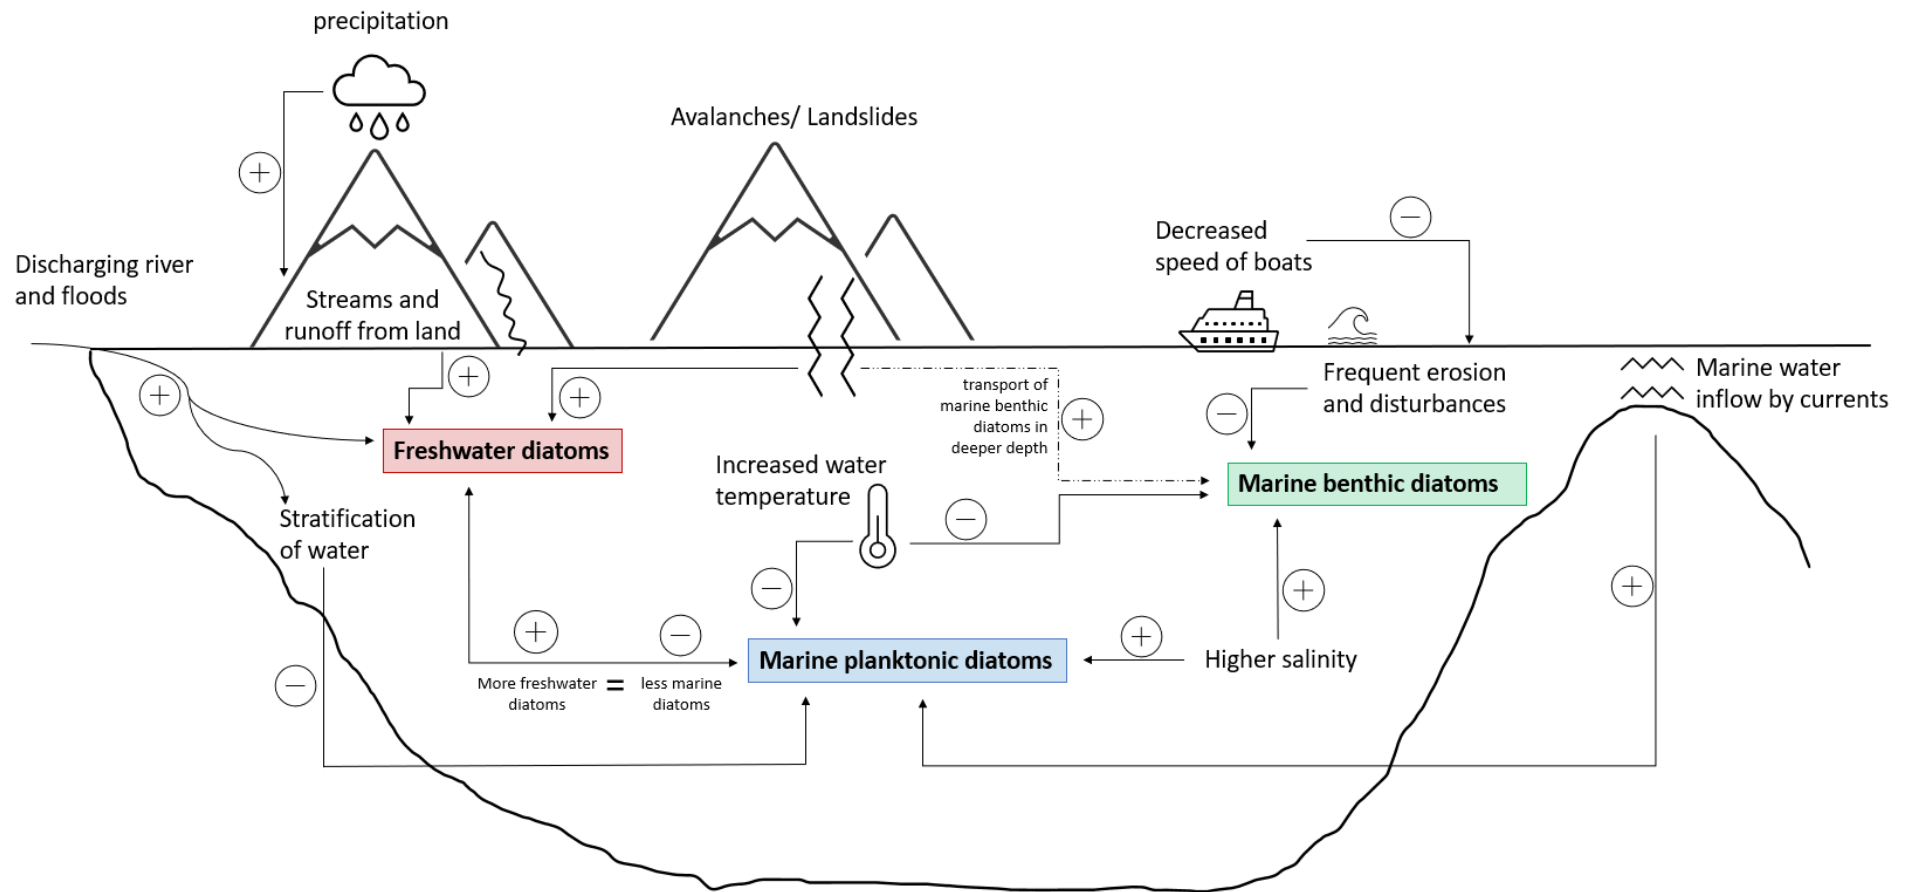 precipitation
Avalanches/ Landslides
Decreased
speed of boats
Discharging river
and floods
Streams and
runoff from land
Frequent erosion
and disturbances
Marine water
inflow by currents
transport of
marine benthic
diatoms in
deeper depth
Freshwater diatoms
Increased water
temperature
Marine benthic diatoms
Stratification
of water
More freshwater
diatoms
=
less marine
diatoms
Marine planktonic diatoms
Higher salinity